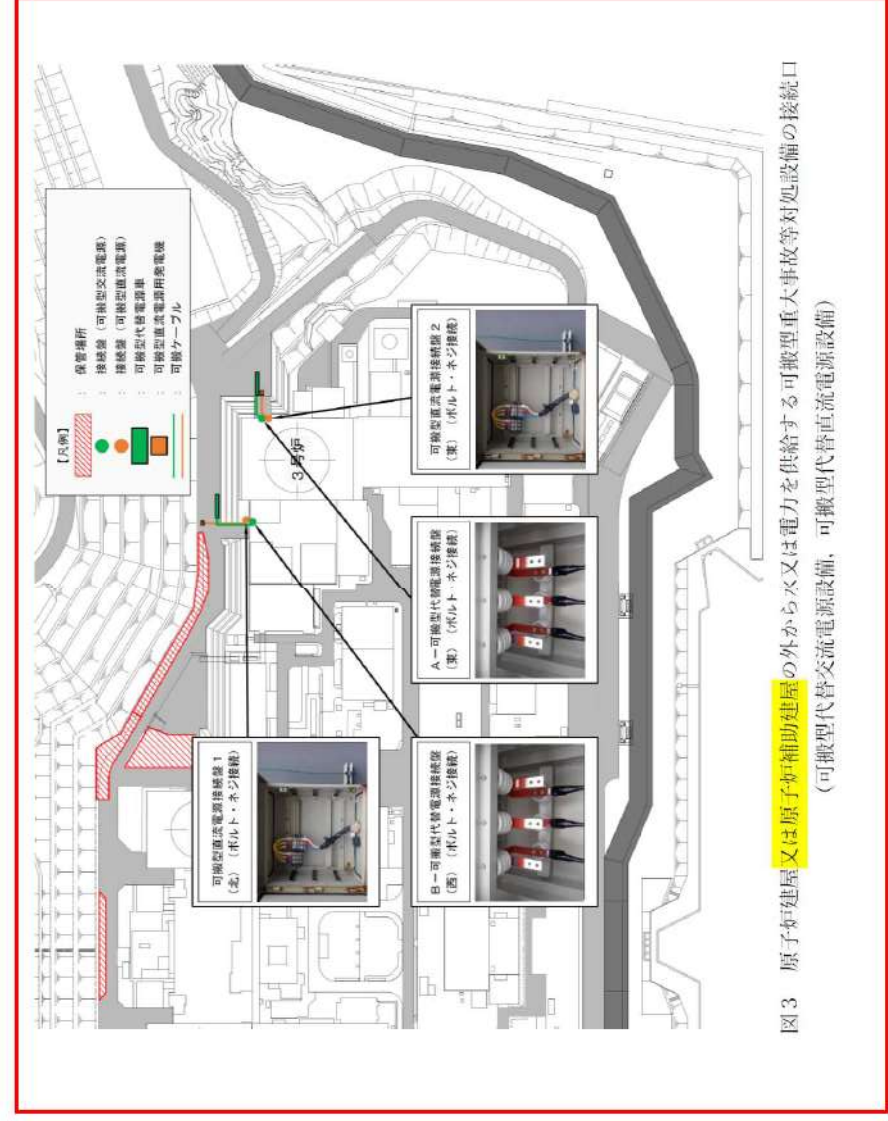 【凡例】
： 保管場所
： 接続盤（可搬型交流電源）
： 接続盤（可搬型直流電源）
： 可搬型代替電源車
： 可搬型直流電源用発電機
： 可搬ケーブル
3号炉
可搬型直流電源接続盤1
（北）（ボルト・ネジ接続）
B－可搬型代替電源接続盤
（西）（ボルト・ネジ接続）
A－可搬型代替電源接続盤
（東）（ボルト・ネジ接続）
可搬型直流電源接続盤2
（東）（ボルト・ネジ接続）
図3 原子炉建屋又は原子炉補助建屋の外から水又は電力を供給する可搬型重大事故等対処設備の接続口
(可搬型代替交流電源設備，可搬型代替直流電源設備)